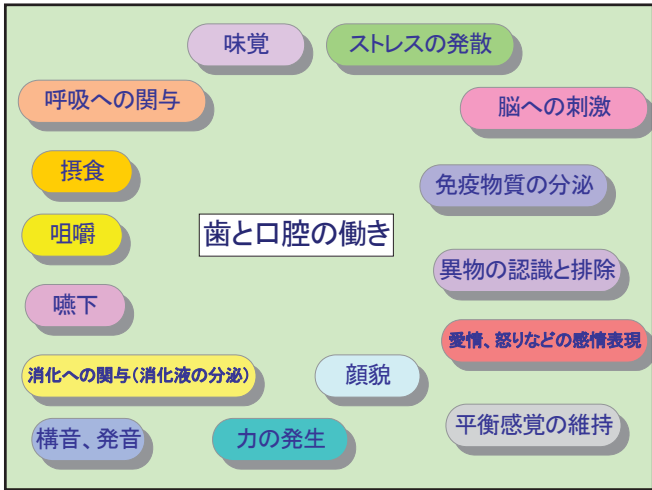 味覚
ストレスの発散
呼吸への関与
脳への刺激
摂食
免疫物質の分泌
咀嚼
歯と口腔の働き
異物の認識と排除
嚥下
愛情、怒りなどの感情表現
消化への関与(消化液の分泌)
顔貌
構音、発音
力の発生
平衡感覚の維持